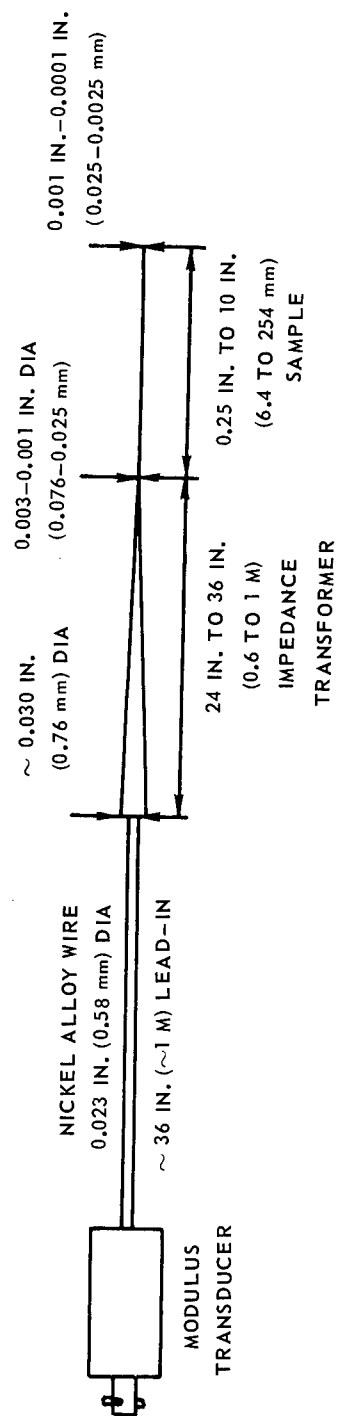 MODULUS
TRANSDUCER
NICKEL ALLOY WIRE
0.023 IN. (0.58 mm) DIA
~ 36 IN. (~1 M) LEAD-IN
~ 0.030 IN.
(0.76 mm) DIA
24 IN. TO 36 IN.
(0.6 TO 1 M)
IMPEDANCE
TRANSFORMER
0.003-0.001 IN. DIA
(0.076-0.025 mm)
0.25 IN. TO 10 IN.
(6.4 TO 254 mm)
SAMPLE
0.001 IN.-0.0001 IN.
(0.025-0.0025 mm)